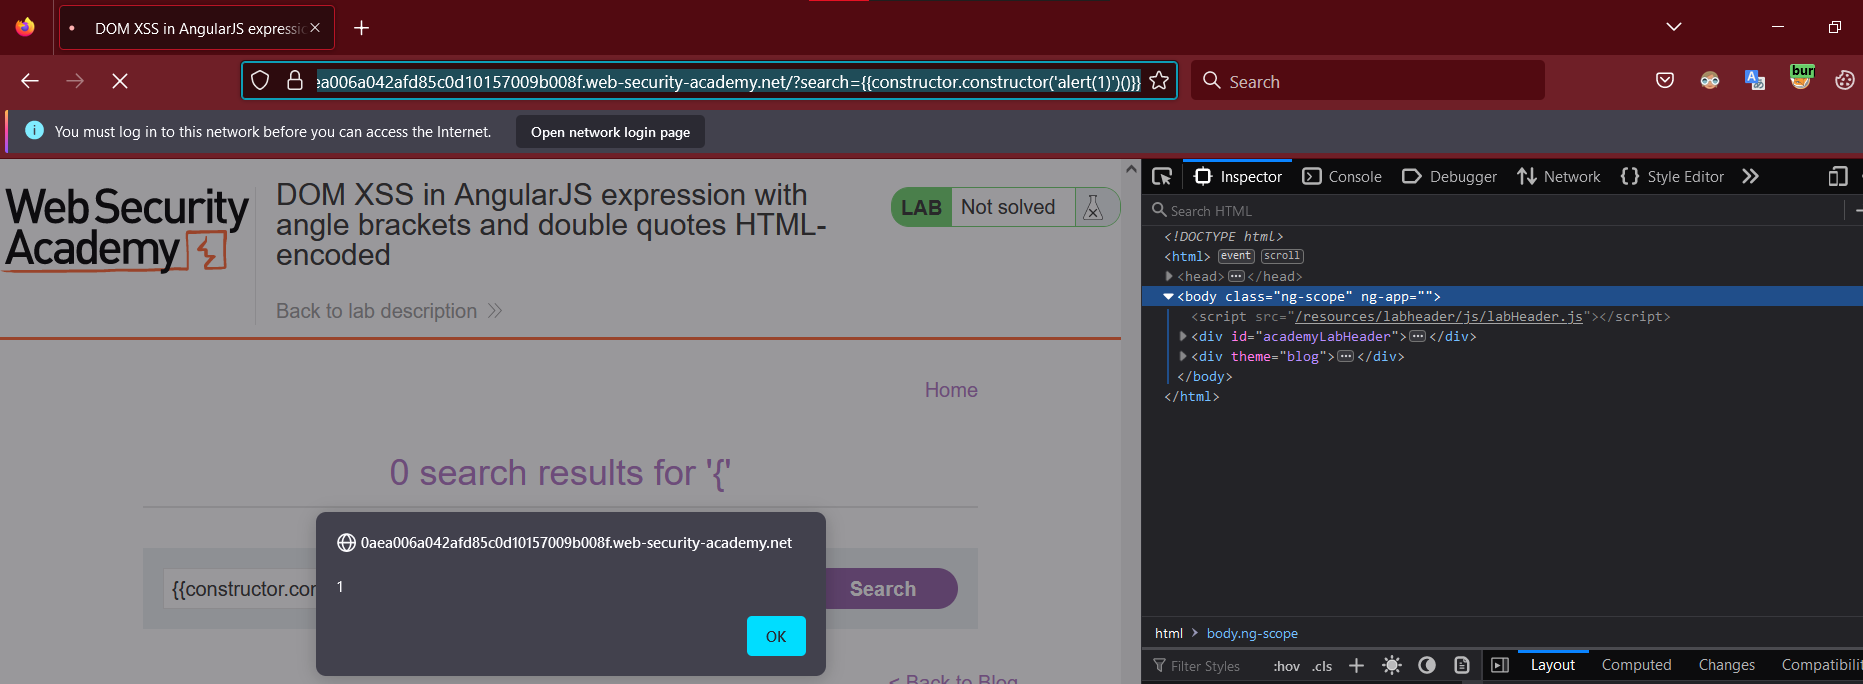 DOM XSS in AngularJS expressio
ea006a042afd85c0d10157009b008f.web-security-academy.net/?search={{constructor.constructor('alert(1)')()}}
Search
bur
You must log in to this network before you can access the Internet.
Open network login page
Web Security
Academy
DOM XSS in AngularJS expression with
angle brackets and double quotes HTML-
encoded
LAB
Not solved
Back to lab description
Home
0 search results for '{'
{{constructor.con
Search
0aea006a042afd85c0d10157009b008f.web-security-academy.net
1
OK
< Back to Blog
Inspector
Console
Debugger
Network
Style Editor
Search HTML
<!DOCTYPE html>
<html> event scroll
<head></head>
<body class="ng-scope" ng-app="">
<script src="/resources/labheader/js/labHeader.js"></script>
<div id="academyLabHeader"></div>
<div theme="blog"></div>
</body>
</html>
html > body.ng-scope
Filter Styles
:hov
.cls
Layout
Computed
Changes
Compatibilit